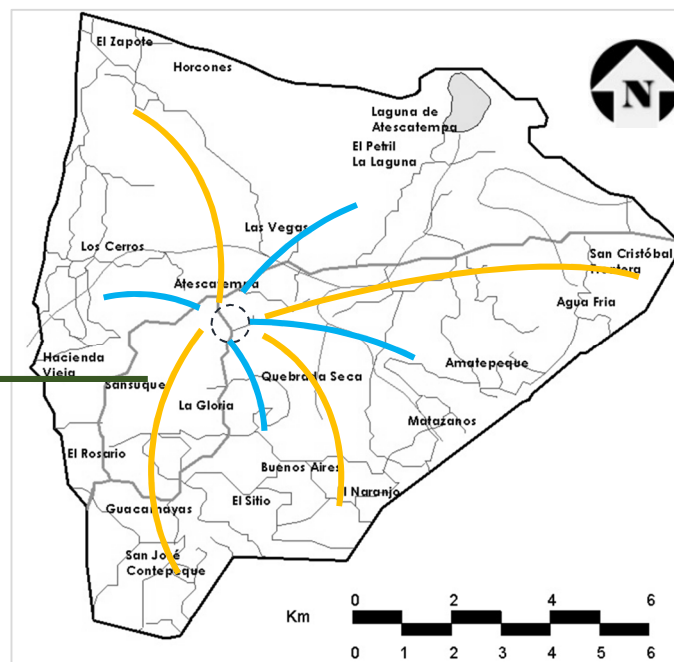 El Zapote
Horcones
N
Laguna de
Atescatempa
El Petril
La Laguna
Las Vegas
Los Cerros
San Cristóbal
Frontera
Atescatempa
Agua Fria
Hacienda
Vieja
Amatepeque
Sansuque
Quebrada Seca
La Gloria
Matazanos
El Rosario
Buenos Aires
El Sitio
El Naranjo
Guacamayas
San José
Contepeque
Km
0 2 4 6
0 1 2 3 4 5 6